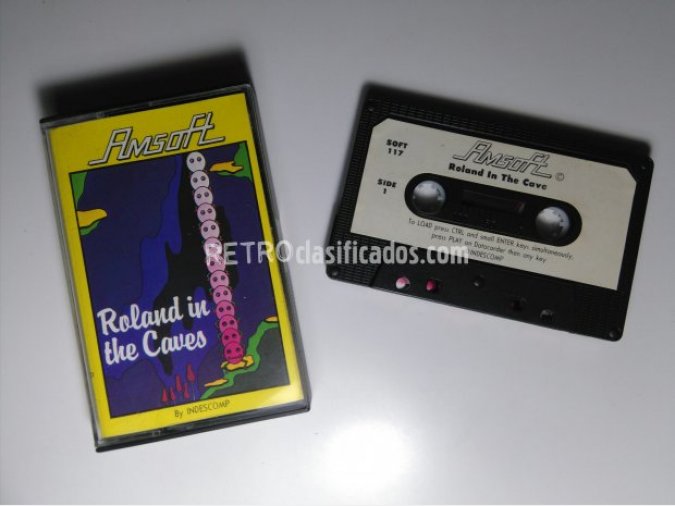 Amsoft
Roland in
the Caves
By INDESCOMP
RETROclasificados.com
SOFT
117
Amsoft
Roland In The Cave ©
SIDE
1
To LOAD press CTRL and small ENTER keys simultaneously,
press PLAY on Datacorder then any key
INDESCOMP